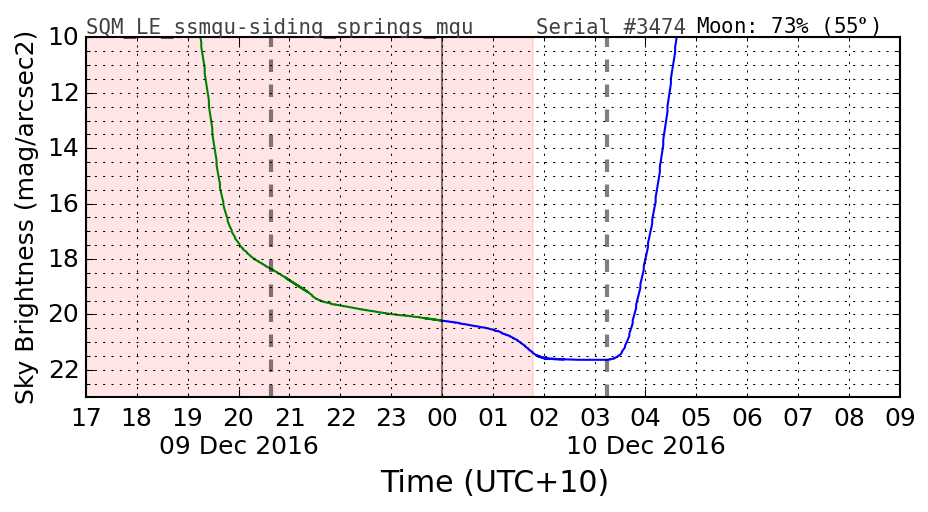 SQM_LE_ssmqu-siding_springs_mqu Serial #3474 Moon: 73% (55°)
10
12
14
16
18
20
22
Sky Brightness (mag/arcsec2)
17 18 19 20 21 22 23 00 01 02 03 04 05 06 07 08 09
09 Dec 2016 10 Dec 2016
Time (UTC+10)